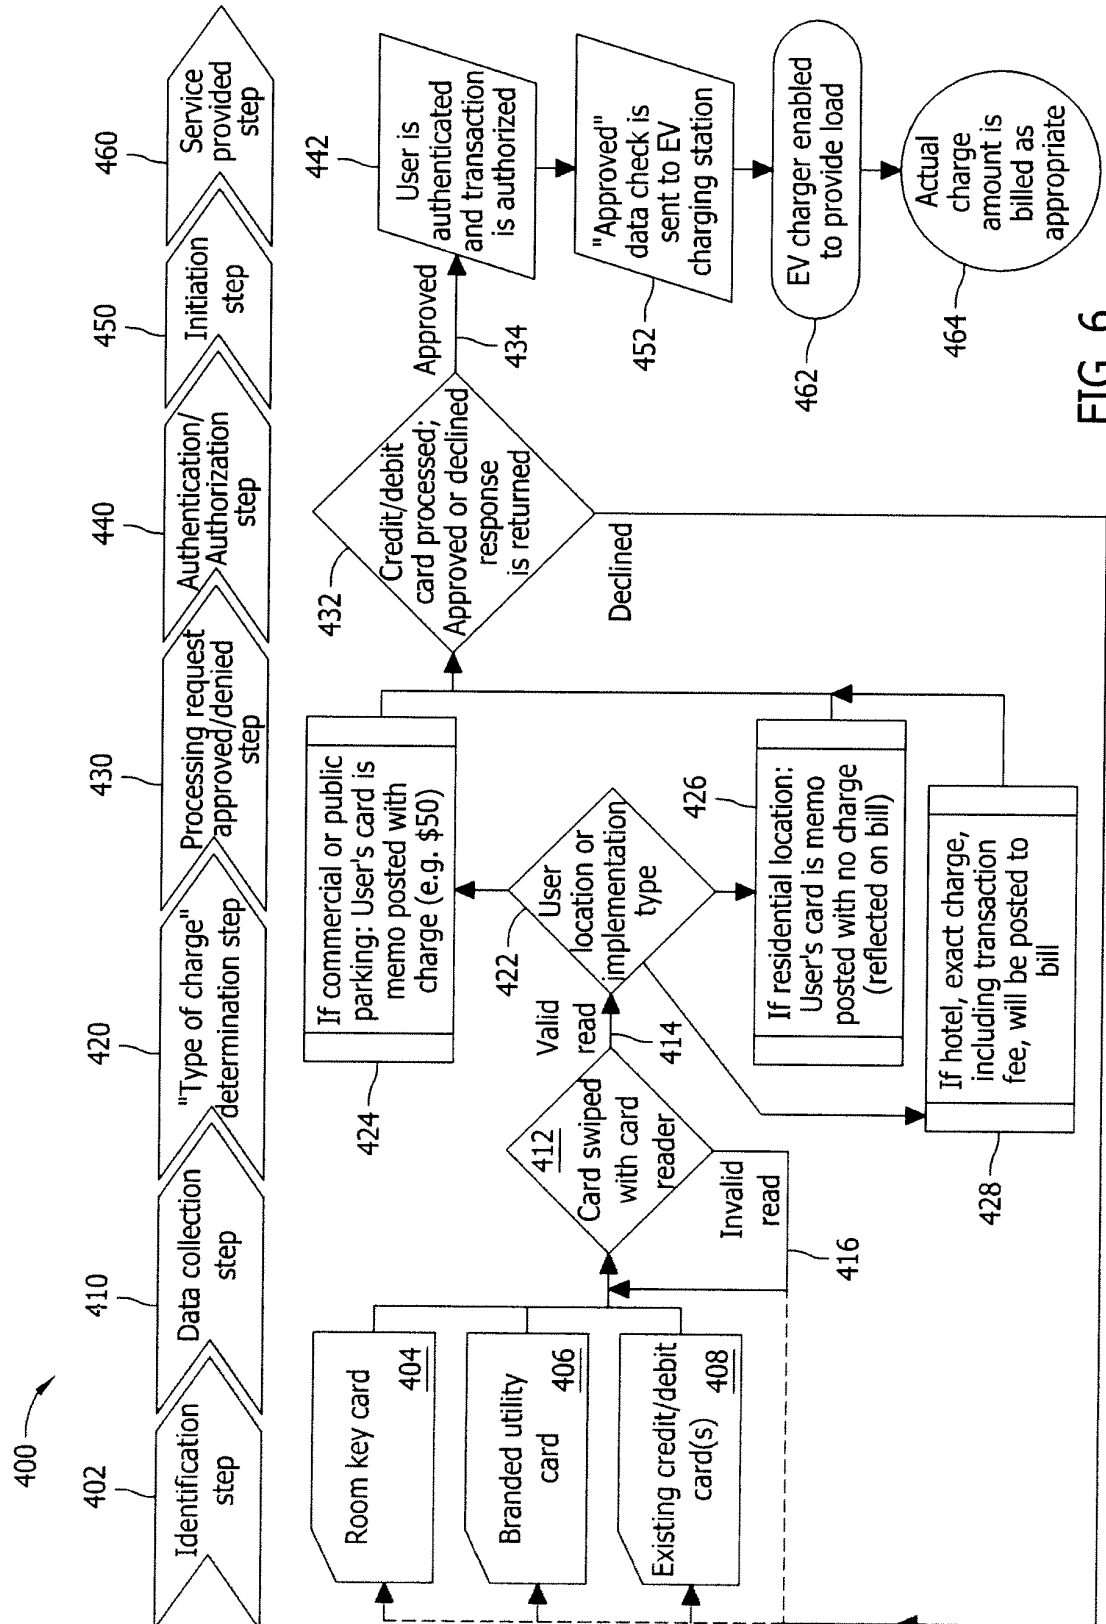 400
402
Identification
step
410
Data collection
step
420
"Type of charge"
determination step
430
Processing request
approved/denied
step
440
Authentication/
Authorization
step
450
Initiation
step
460
Service
provided
step
Room key card
404
Branded utility
card
406
Existing credit/debit
card(s)
408
412
Card swiped
with card
reader
Valid
read
414
Invalid
read
416
422
User
location or
implementation
type
424
If commercial or public
parking: User's card is
memo posted with
charge (e.g. $50)
426
If residential location:
User's card is memo
posted with no charge
(reflected on bill)
428
If hotel, exact charge,
including transaction
fee, will be posted to
bill
432
Credit/debit
card processed;
Approved or declined
response
is returned
Approved
434
Declined
442
User is
authenticated
and transaction
is authorized
452
"Approved"
data check is
sent to EV
charging station
462
EV charger enabled
to provide load
464
Actual
charge
amount is
billed as
appropriate
FIG. 6